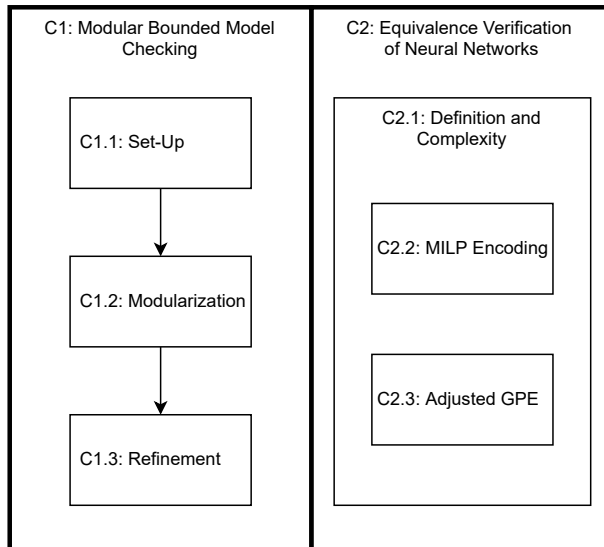 C1: Modular Bounded Model
Checking
C1.1: Set-Up
C1.2: Modularization
C1.3: Refinement
C2: Equivalence Verification
of Neural Networks
C2.1: Definition and
Complexity
C2.2: MILP Encoding
C2.3: Adjusted GPE